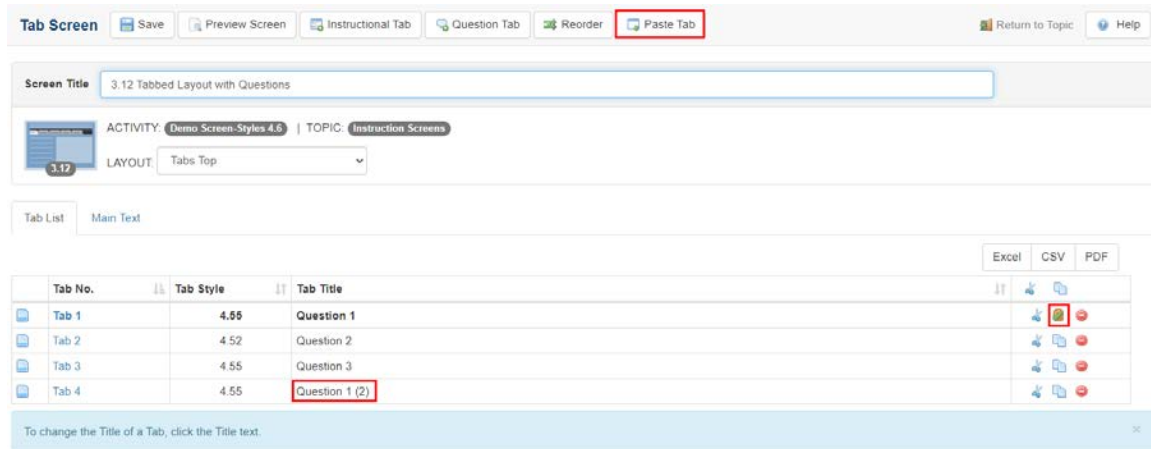 Tab Screen Save Preview Screen Instructional Tab Question Tab Reorder Paste Tab Return to Topic Help
Screen Title 3.12 Tabbed Layout with Questions
ACTIVITY: Demo Screen-Styles 4.6 | TOPIC: Instruction Screens
3.12 LAYOUT: Tabs Top
Tab List Main Text
Excel CSV PDF
Tab No. Tab Style Tab Title
Tab 1 4.55 Question 1
Tab 2 4.52 Question 2
Tab 3 4.55 Question 3
Tab 4 4.55 Question 1 (2)
To change the Title of a Tab, click the Title text. ×